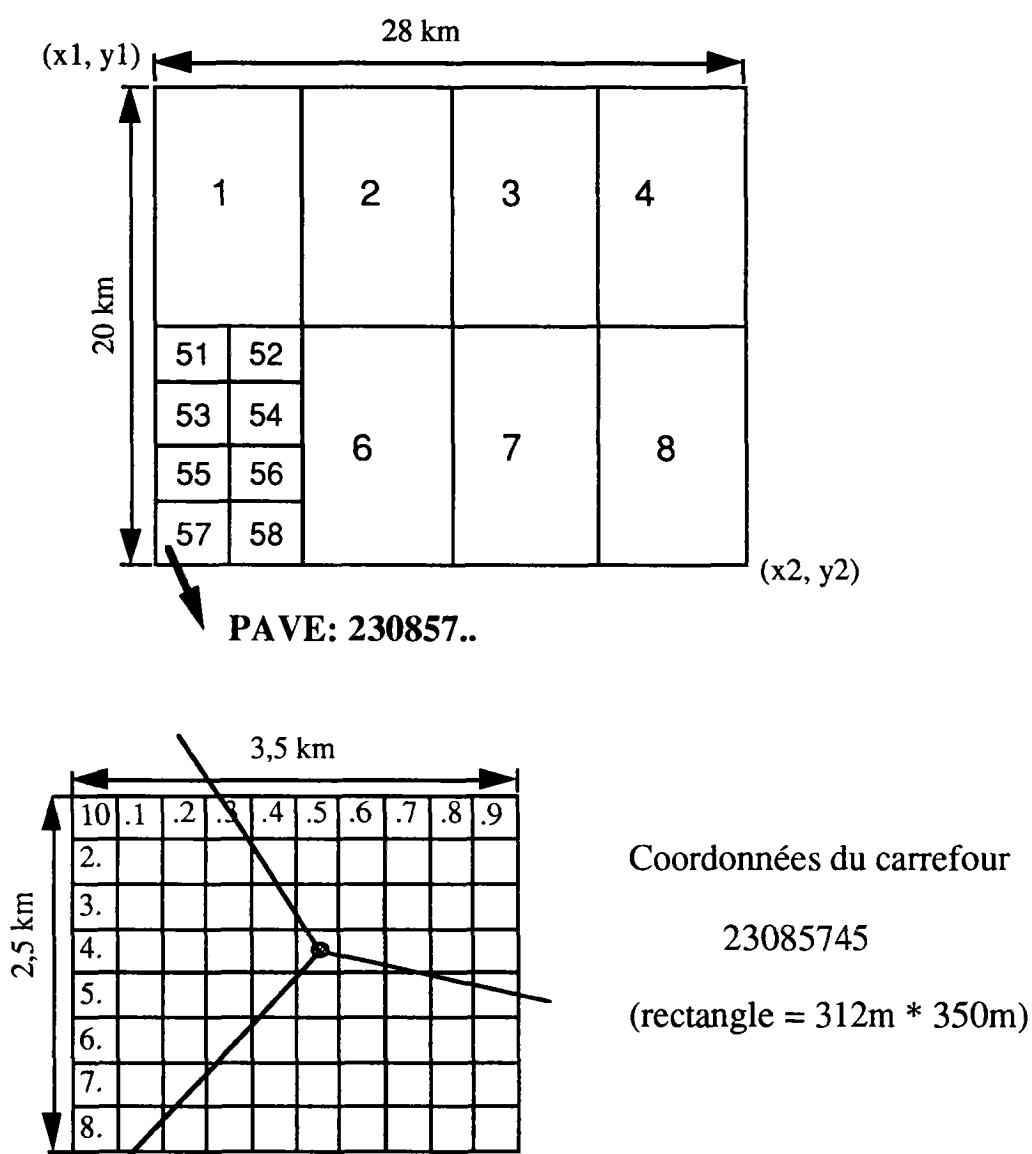 28 km
(x1, y1)
1 2 3 4
20 km
51 52
53 54
6 7 8
55 56
57 58
(x2, y2)
PAVE: 230857..
3,5 km
10 .1 .2 .3 .4 .5 .6 .7 .8 .9
2.
3.
4.
5.
6.
7.
8.
2,5 km
Coordonnées du carrefour
23085745
(rectangle = 312m * 350m)